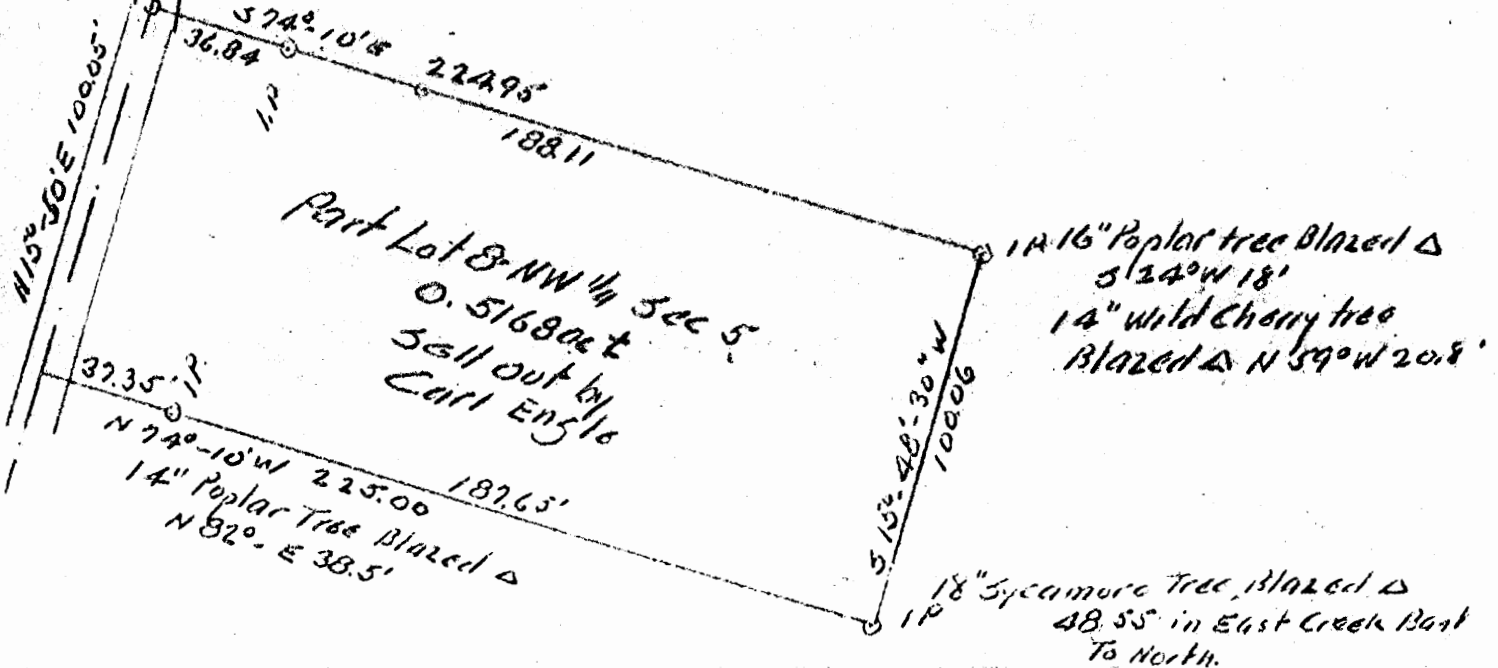 S 74°-10' E
36.84
224.95'
I.P.
188.11
N 15°-50' E 100.05'
Part Lot 8-NW 1/4 Sec 5
0.5168 ac ±
Sell out by
Carl Engle
I.P. 16" Poplar tree Blazed △
S 24° W 18'
14" Wild Cherry tree
Blazed △ N 59° W 20.8'
S 15°-48'-30" W
100.06
37.35' I.P.
N 74°-10' W 225.00
187.65'
14" Poplar Tree Blazed △
N 82°- E 38.5'
I P 18" Sycamore Tree, Blazed △
48.55 in East Creek Bank
To North.